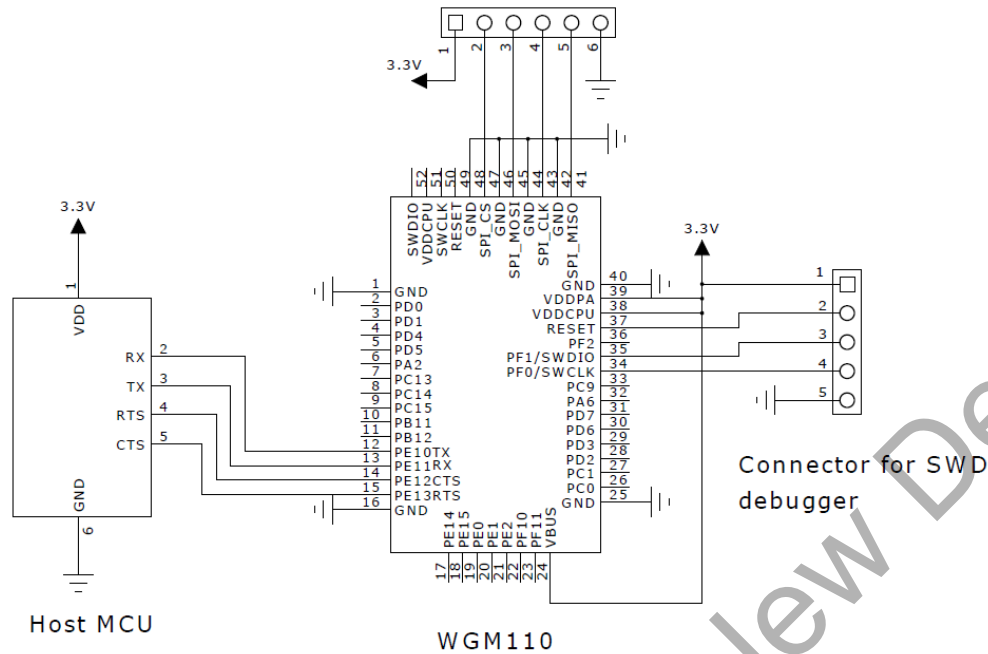 1 2 3 4 5 6
3.3V
52 51 50 49 48 47 46 45 44 43 42 41
SWDIO
VDDCPU
SWCLK
RESET
GND
SPI_CS
GND
SPI_MOSI
GND
SPI_CLK
GND
SPI_MISO
3.3V
1
VDD
RX 2
TX 3
RTS 4
CTS 5
GND
6
Host MCU
1 GND
2 PD0
3 PD1
4 PD4
5 PD5
6 PA2
7 PC13
8 PC14
9 PC15
10 PB11
11 PB12
12 PE10TX
13 PE11RX
14 PE12CTS
15 PE13RTS
16 GND
PE14
PE15
PE0
PE1
PE2
PF10
PF11
VBUS
17 18 19 20 21 22 23 24
GND 40
VDDPA 39
VDDCPU 38
RESET 37
PF2 36
PF1/SWDIO 35
PF0/SWCLK 34
PC9 33
PA6 32
PD7 31
PD6 30
PD3 29
PD2 28
PC1 27
PC0 26
GND 25
WGM110
3.3V
1
2
3
4
5
Connector for SWD
debugger
New De